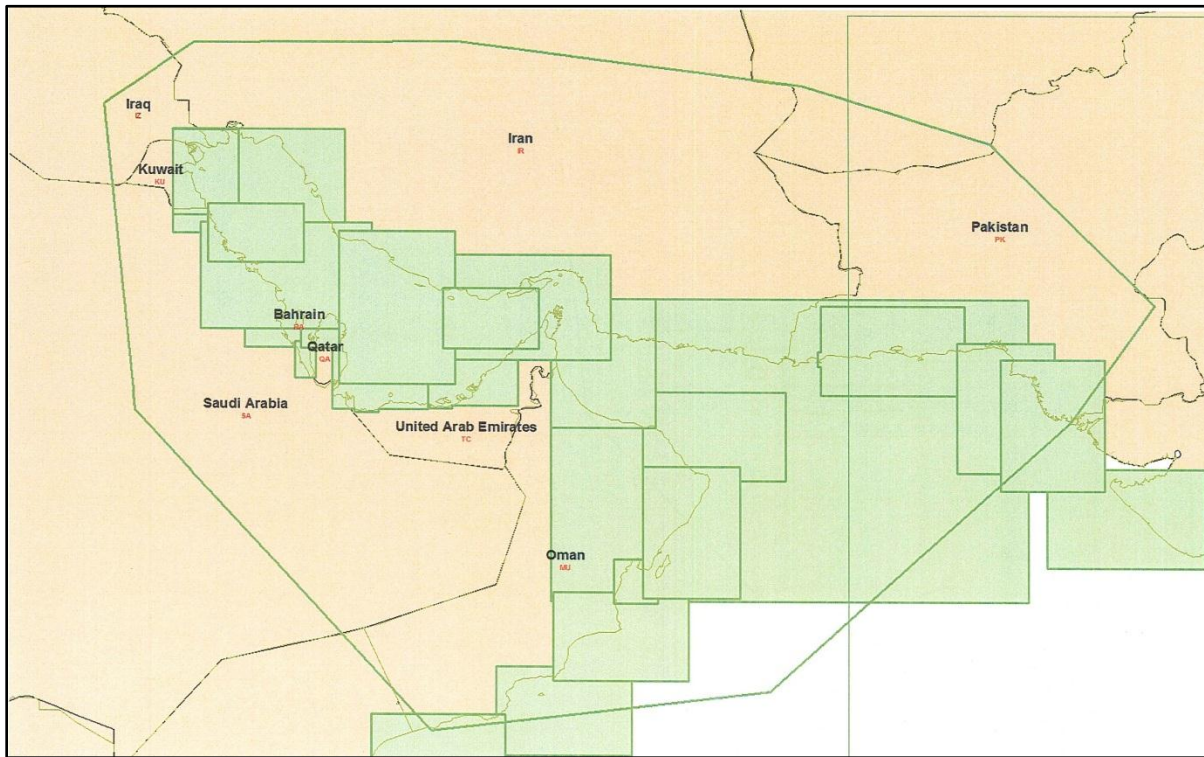 Iraq
IZ
Iran
IR
Kuwait
KU
Pakistan
PK
Bahrain
BA
Qatar
QA
Saudi Arabia
SA
United Arab Emirates
TC
Oman
MU